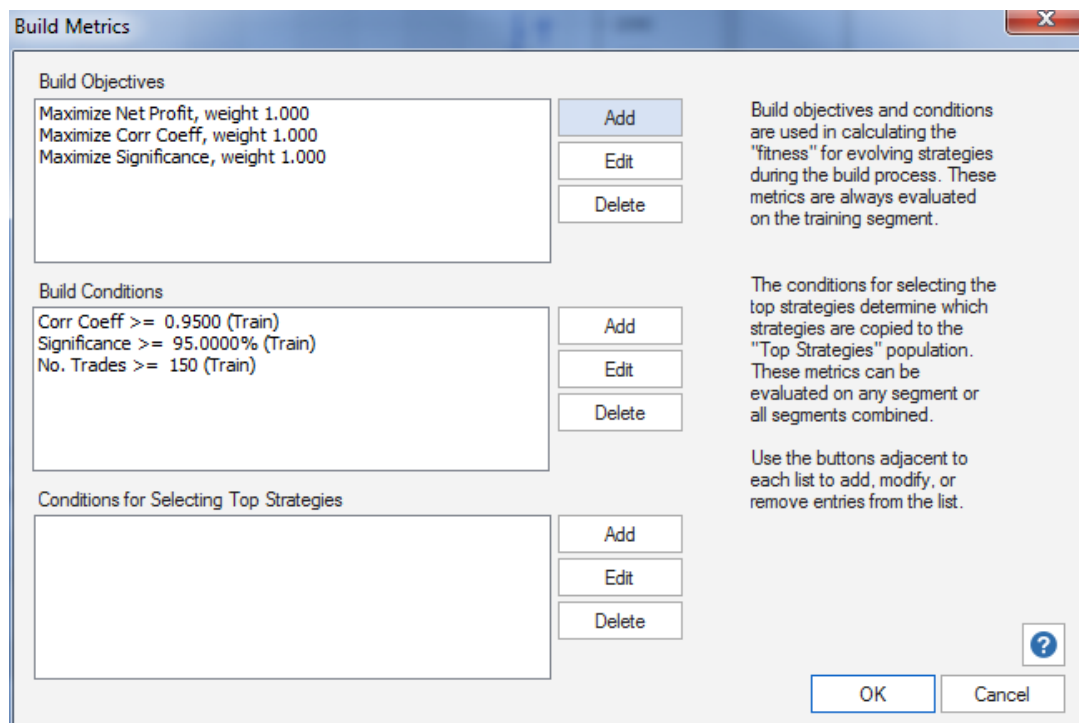 Build Metrics
x
Build Objectives
Maximize Net Profit, weight 1.000
Maximize Corr Coeff, weight 1.000
Maximize Significance, weight 1.000
Add
Edit
Delete
Build objectives and conditions
are used in calculating the
"fitness" for evolving strategies
during the build process. These
metrics are always evaluated
on the training segment.
Build Conditions
Corr Coeff >= 0.9500 (Train)
Significance >= 95.0000% (Train)
No. Trades >= 150 (Train)
Add
Edit
Delete
The conditions for selecting the
top strategies determine which
strategies are copied to the
"Top Strategies" population.
These metrics can be
evaluated on any segment or
all segments combined.
Use the buttons adjacent to
each list to add, modify, or
remove entries from the list.
Conditions for Selecting Top Strategies
Add
Edit
Delete
?
OK
Cancel